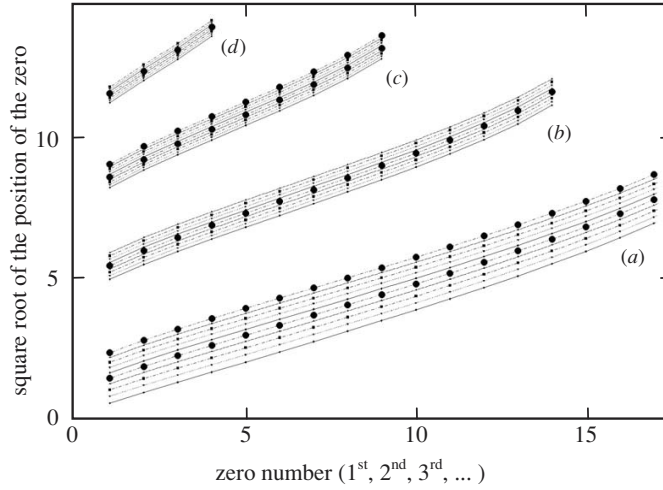 (d)
(c)
10
(b)
5
(a)
0
0 5 10 15
square root of the position of the zero
zero number (1st, 2nd, 3rd, ... )